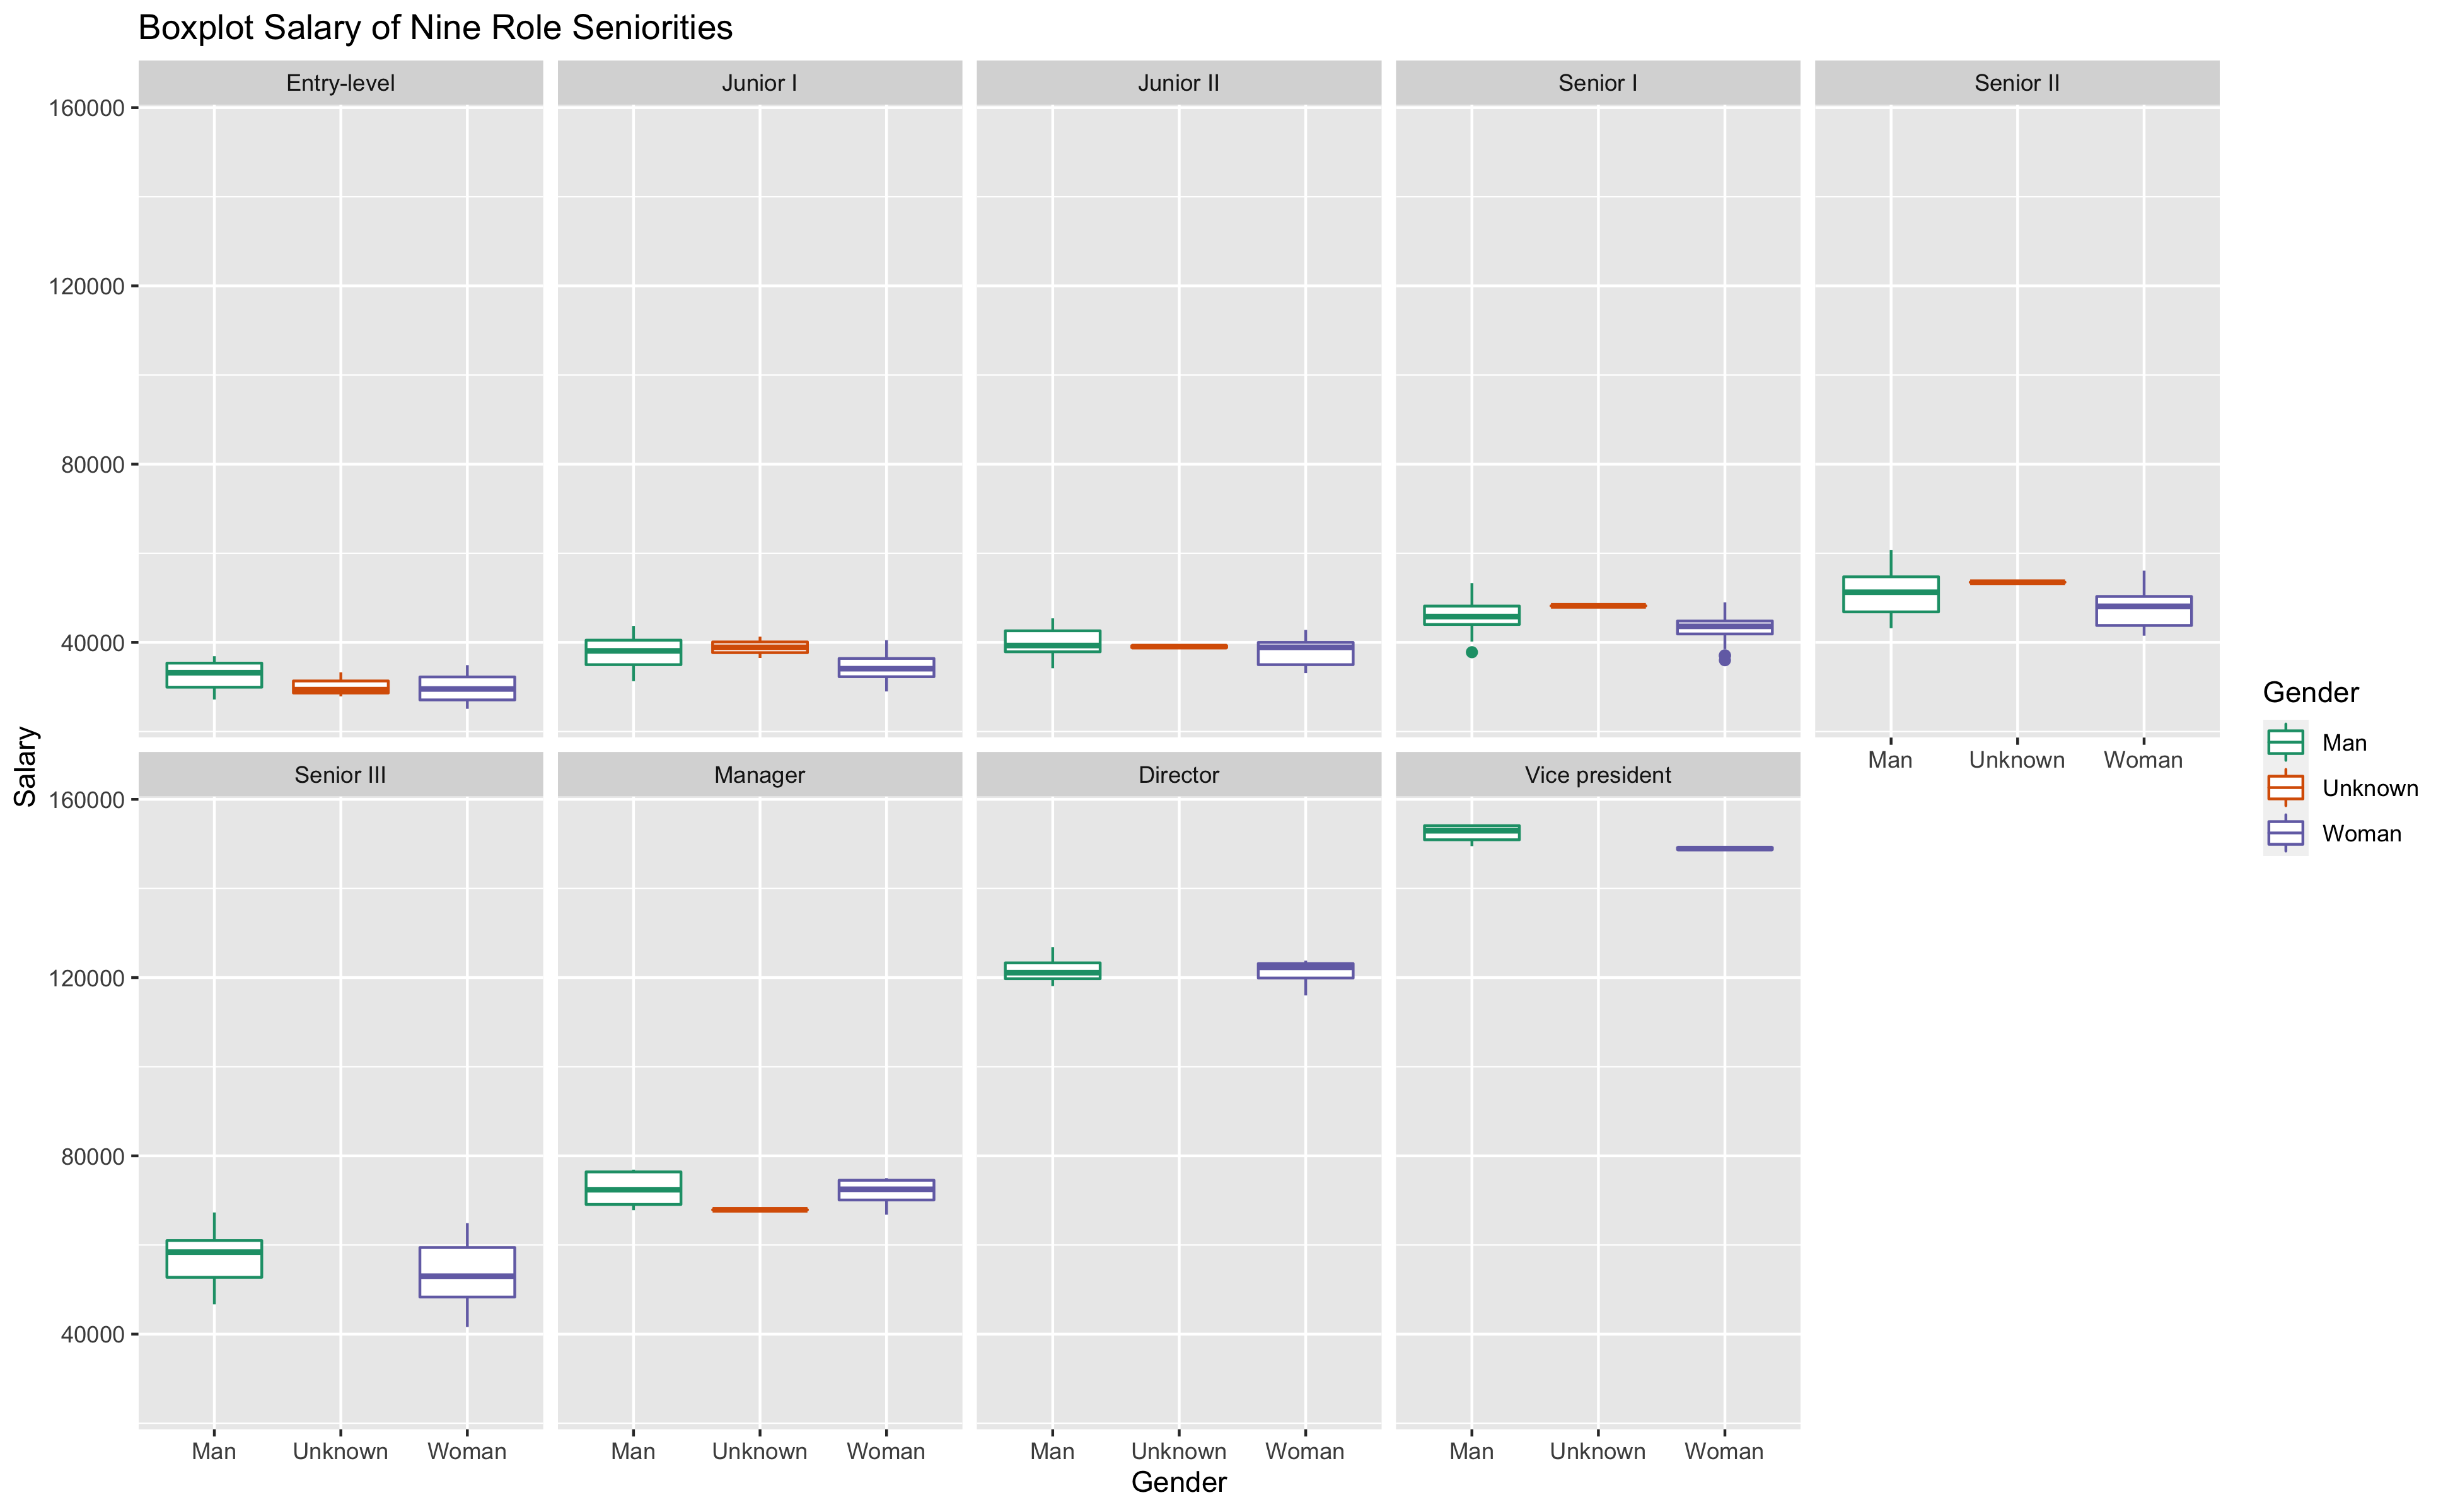 Boxplot Salary of Nine Role Seniorities
Entry-level
Junior I
Junior II
Senior I
Senior II
160000
120000
80000
40000
Man
Unknown
Woman
Salary
Senior III
Manager
Director
Vice president
160000
120000
80000
40000
Man
Unknown
Woman
Man
Unknown
Woman
Man
Unknown
Woman
Man
Unknown
Woman
Gender
Gender
Man
Unknown
Woman